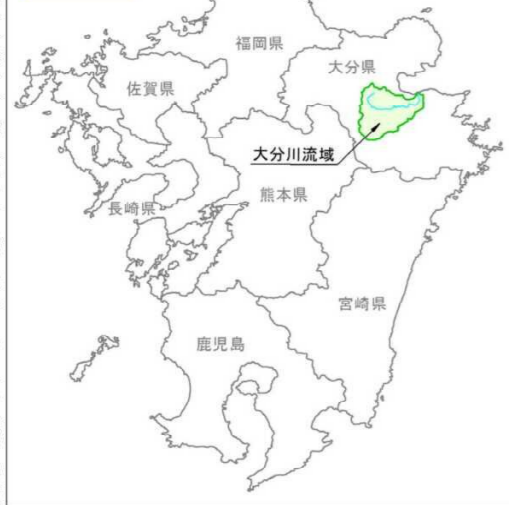 福岡県
大分県
佐賀県
大分川流域
熊本県
長崎県
宮崎県
鹿児島